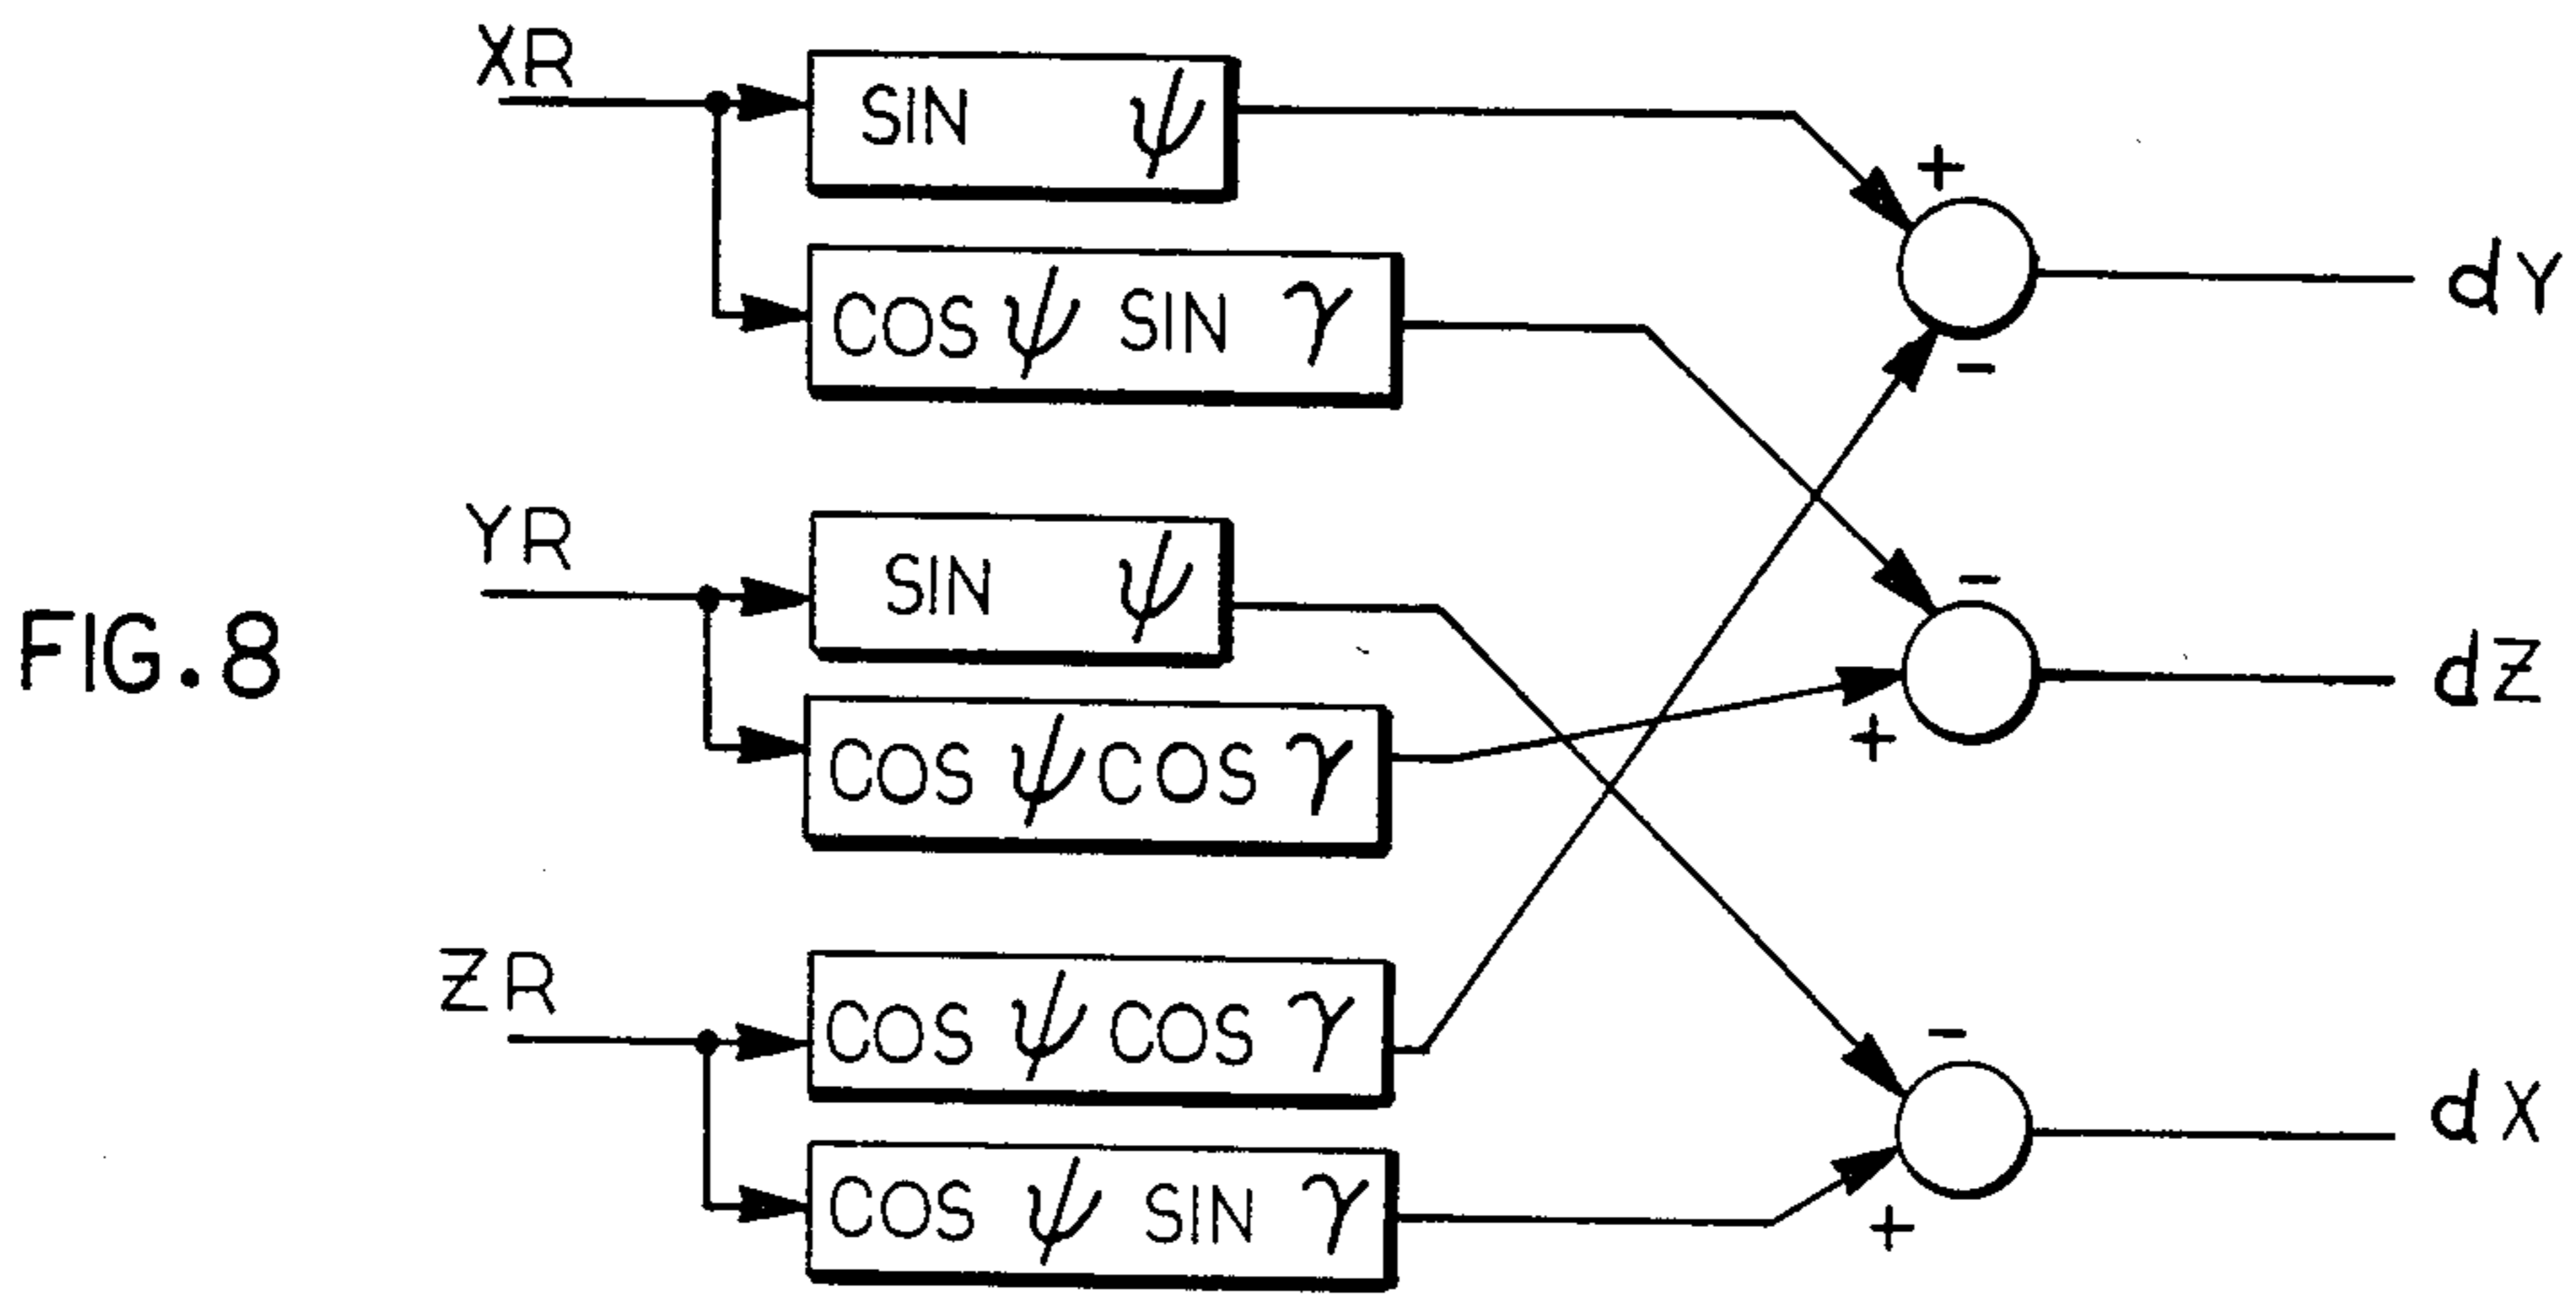 XR
SIN ψ
+
dY
COS ψ SIN γ
-
YR
SIN ψ
-
FIG.8
dZ
+
COS ψ COS γ
ZR
COS ψ COS γ
-
dX
COS ψ SIN γ
+